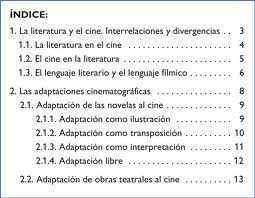 ÍNDICE:
1. La literatura y el cine. Interrelaciones y divergencias . . 3
1.1. La literatura en el cine . . . . . . . . . . . . . . . . . . 4
1.2. El cine en la literatura . . . . . . . . . . . . . . . . . . 5
1.3. El lenguaje literario y el lenguaje fílmico . . . . . . . 6
2. Las adaptaciones cinematográficas . . . . . . . . . . . . . 8
2.1. Adaptación de las novelas al cine . . . . . . . . . . 9
2.1.1. Adaptación como ilustración . . . . . . . . . . 9
2.1.2. Adaptación como transposición . . . . . . . . 10
2.1.3. Adaptación como interpretación . . . . . . . 11
2.1.4. Adaptación libre . . . . . . . . . . . . . . . . . . 12
2.2. Adaptación de obras teatrales al cine . . . . . . . . 13